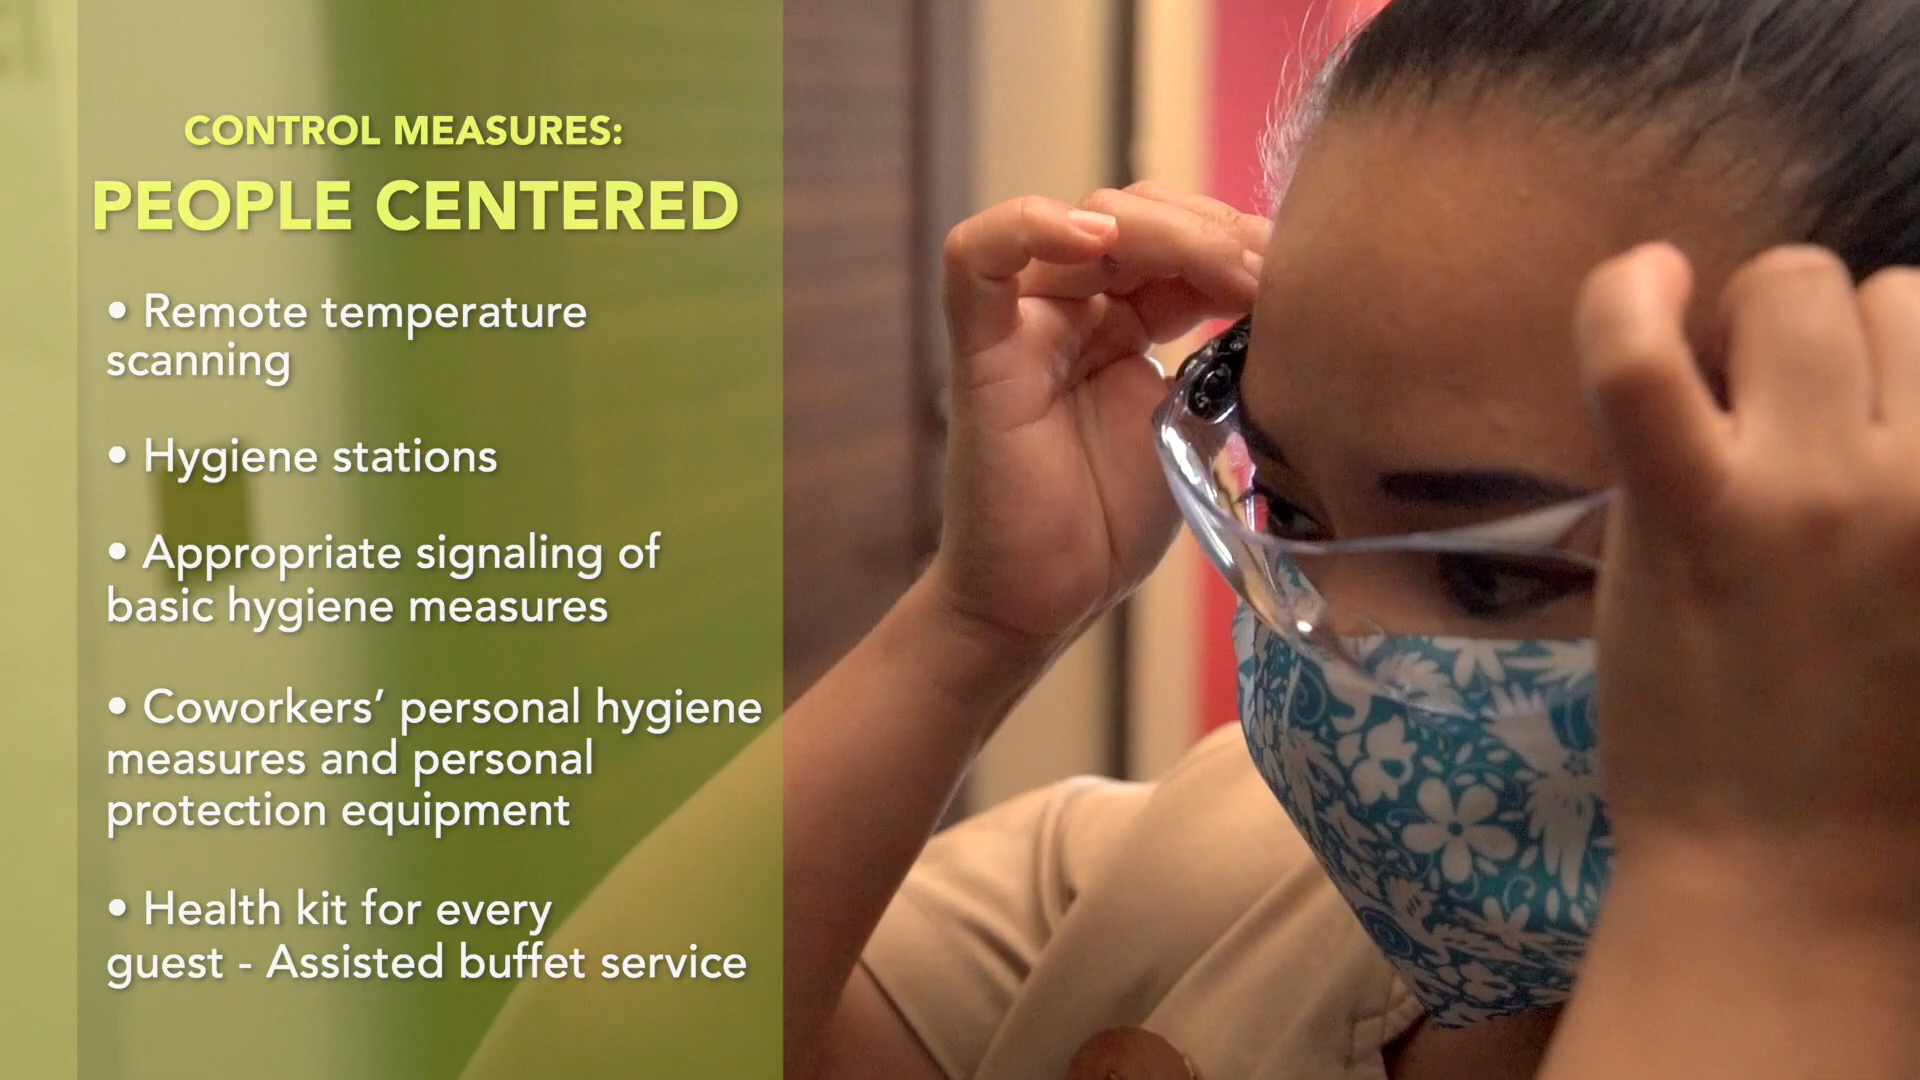 CONTROL MEASURES:
PEOPLE CENTERED
• Remote temperature
scanning
• Hygiene stations
• Appropriate signaling of
basic hygiene measures
• Coworkers’ personal hygiene
measures and personal
protection equipment
• Health kit for every
guest - Assisted buffet service